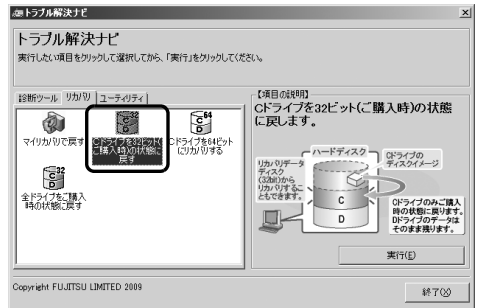 トラブル解決ナビ
トラブル解決ナビ
実行したい項目をクリックして選択してから、「実行」をクリックしてください。
診断ツール
リカバリ
ユーティリティ
マイリカバリで戻す
32
C
D
Cドライブを32ビット(ご購入時)の状態に戻す
64
C
D
Cドライブを64ビットにリカバリする
32
C
D
全ドライブをご購入時の状態に戻す
【項目の説明】
Cドライブを32ビット(ご購入時)の状態
に戻します。
リカバリデータ
ディスク
(32bit)から
リカバリするこ
ともできます。
ハードディスク
C
D
Cドライブの
ディスクイメージ
Cドライブのみご購入
時の状態に戻ります。
Dドライブのデータは
そのまま残ります。
実行(E)
Copyright FUJITSU LIMITED 2009
終了(X)